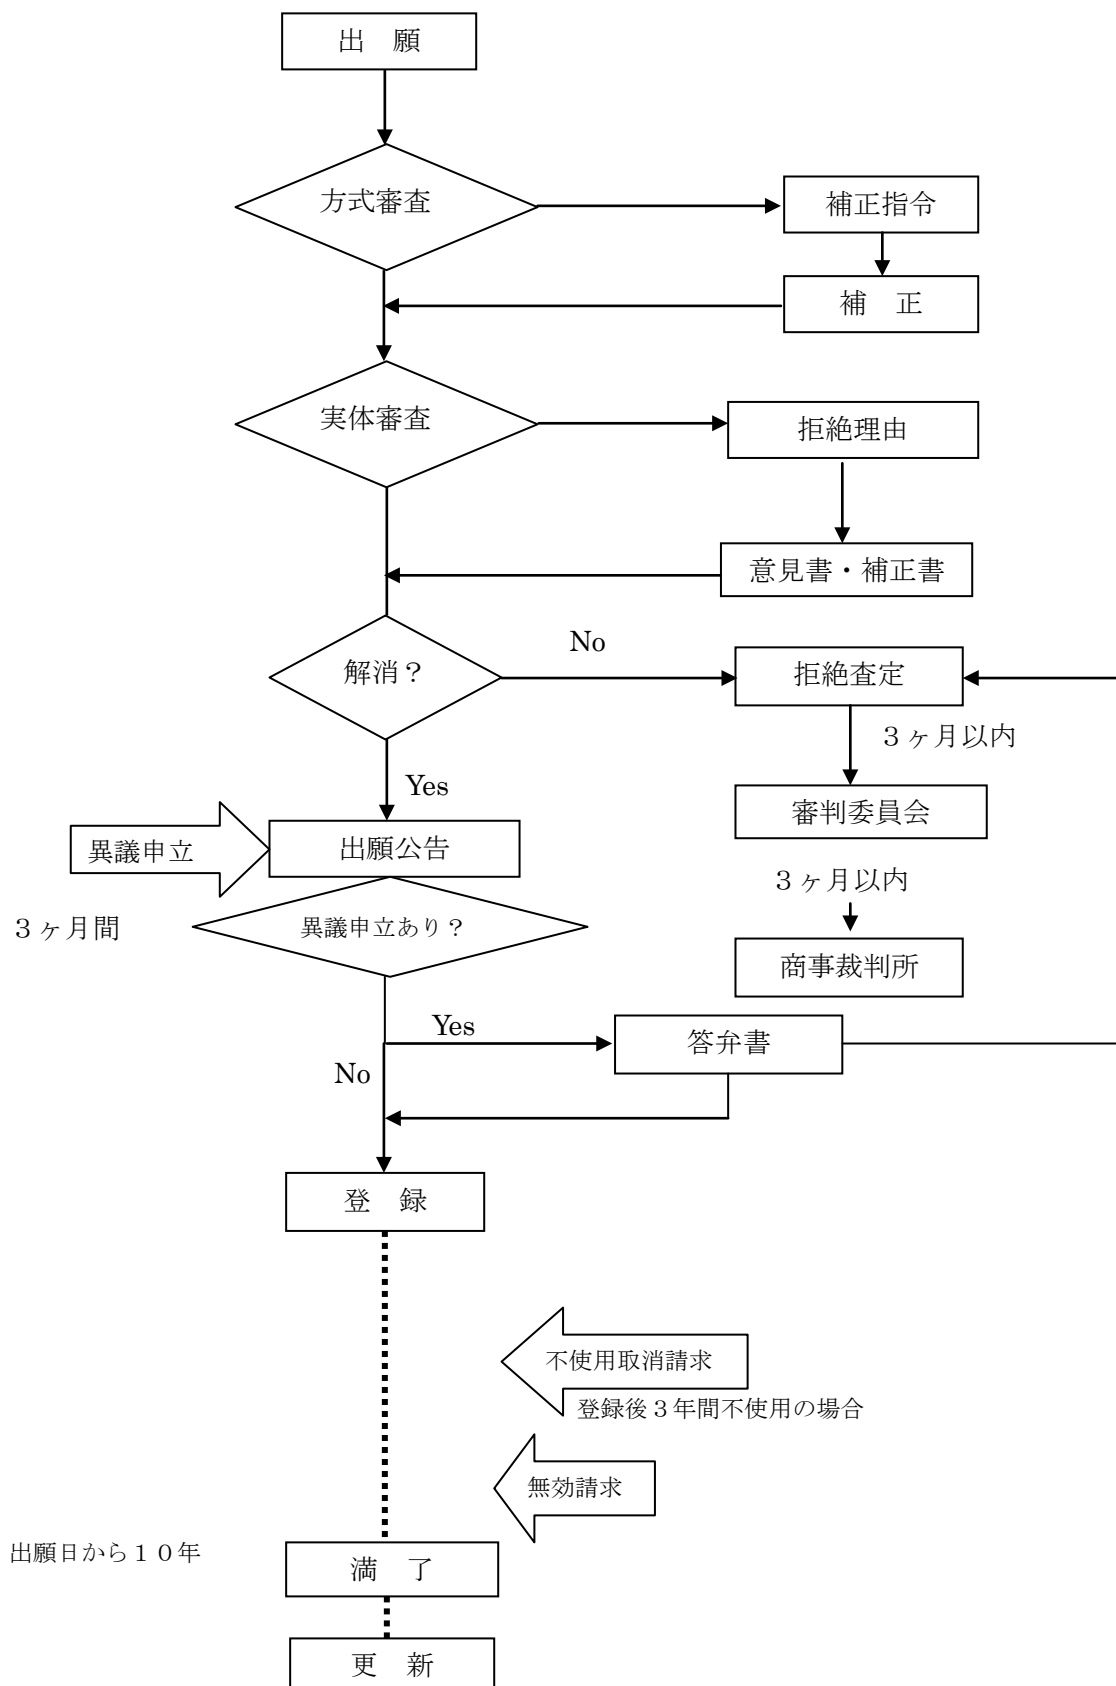 出　願
方式審査
補正指令
補　正
実体審査
拒絶理由
意見書・補正書
解消？
No
拒絶査定
３ヶ月以内
Yes
審判委員会
異議申立
出願公告
３ヶ月以内
３ヶ月間
異議申立あり？
商事裁判所
Yes
答弁書
No
登　録
不使用取消請求
登録後３年間不使用の場合
無効請求
出願日から１０年
満　了
更　新